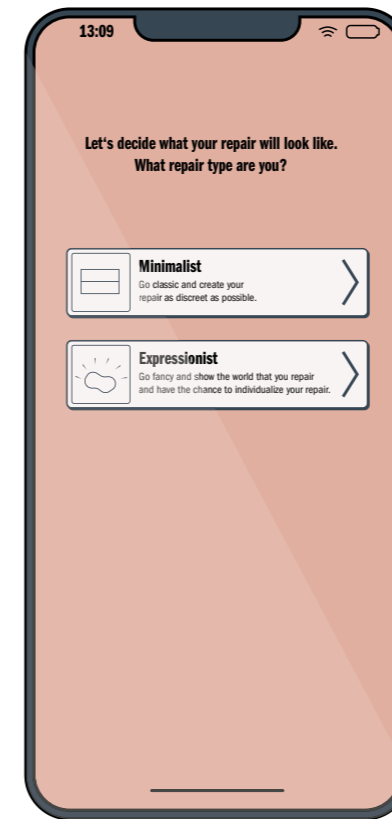 13:09
Let‘s decide what your repair will look like.
What repair type are you?
Minimalist
Go classic and create your
repair as discreet as possible.
Expressionist
Go fancy and show the world that you repair
and have the chance to individualize your repair.